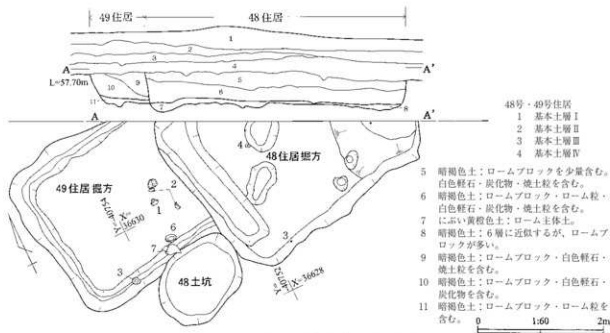 49住居 48住居
1
2
3
A A'
4
L=57.70m
5
10 9
6
11 7 8
A A'
48号・49号住居
1 基本土層Ⅰ
2 基本土層Ⅱ
3 基本土層Ⅲ
4 基本土層Ⅳ
5 暗褐色土：ロームブロックを少量含む。
白色軽石・炭化物・焼土粒を含む。
6 暗褐色土：ロームブロック・ローム粒・
白色軽石・炭化物・焼土粒を含む。
7 にぶい黄橙色土：ローム主体土。
8 暗褐色土：6層に近似するが、ロームブ
ロックが多い。
9 暗褐色土：ロームブロック・白色軽石・
焼土粒を含む。
10 暗褐色土：ロームブロック・白色軽石・
炭化物を含む。
11 暗褐色土：ロームブロック・ローム粒を
含む。
4
48住居掘方
49住居掘方
2
1
X=36630
Y=-40754
6
7
3
3
48土坑
X=36628
Y=-40752
0 1:60 2m